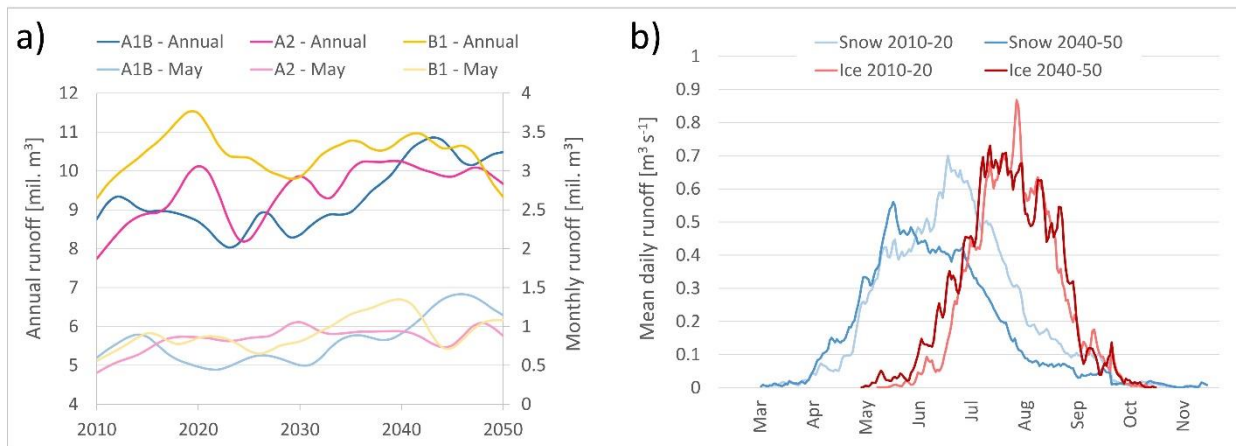 a)
A1B - Annual A2 - Annual B1 - Annual
A1B - May A2 - May B1 - May
Annual runoff [mil. m³]
12
11
10
9
8
7
6
5
4
Monthly runoff [mil. m³]
4
3.5
3
2.5
2
1.5
1
0.5
0
2010 2020 2030 2040 2050
b)
Snow 2010-20 Snow 2040-50
Ice 2010-20 Ice 2040-50
Mean daily runoff [m³ s⁻¹]
1
0.9
0.8
0.7
0.6
0.5
0.4
0.3
0.2
0.1
0
Mar Apr May Jun Jul Aug Sep Oct Nov